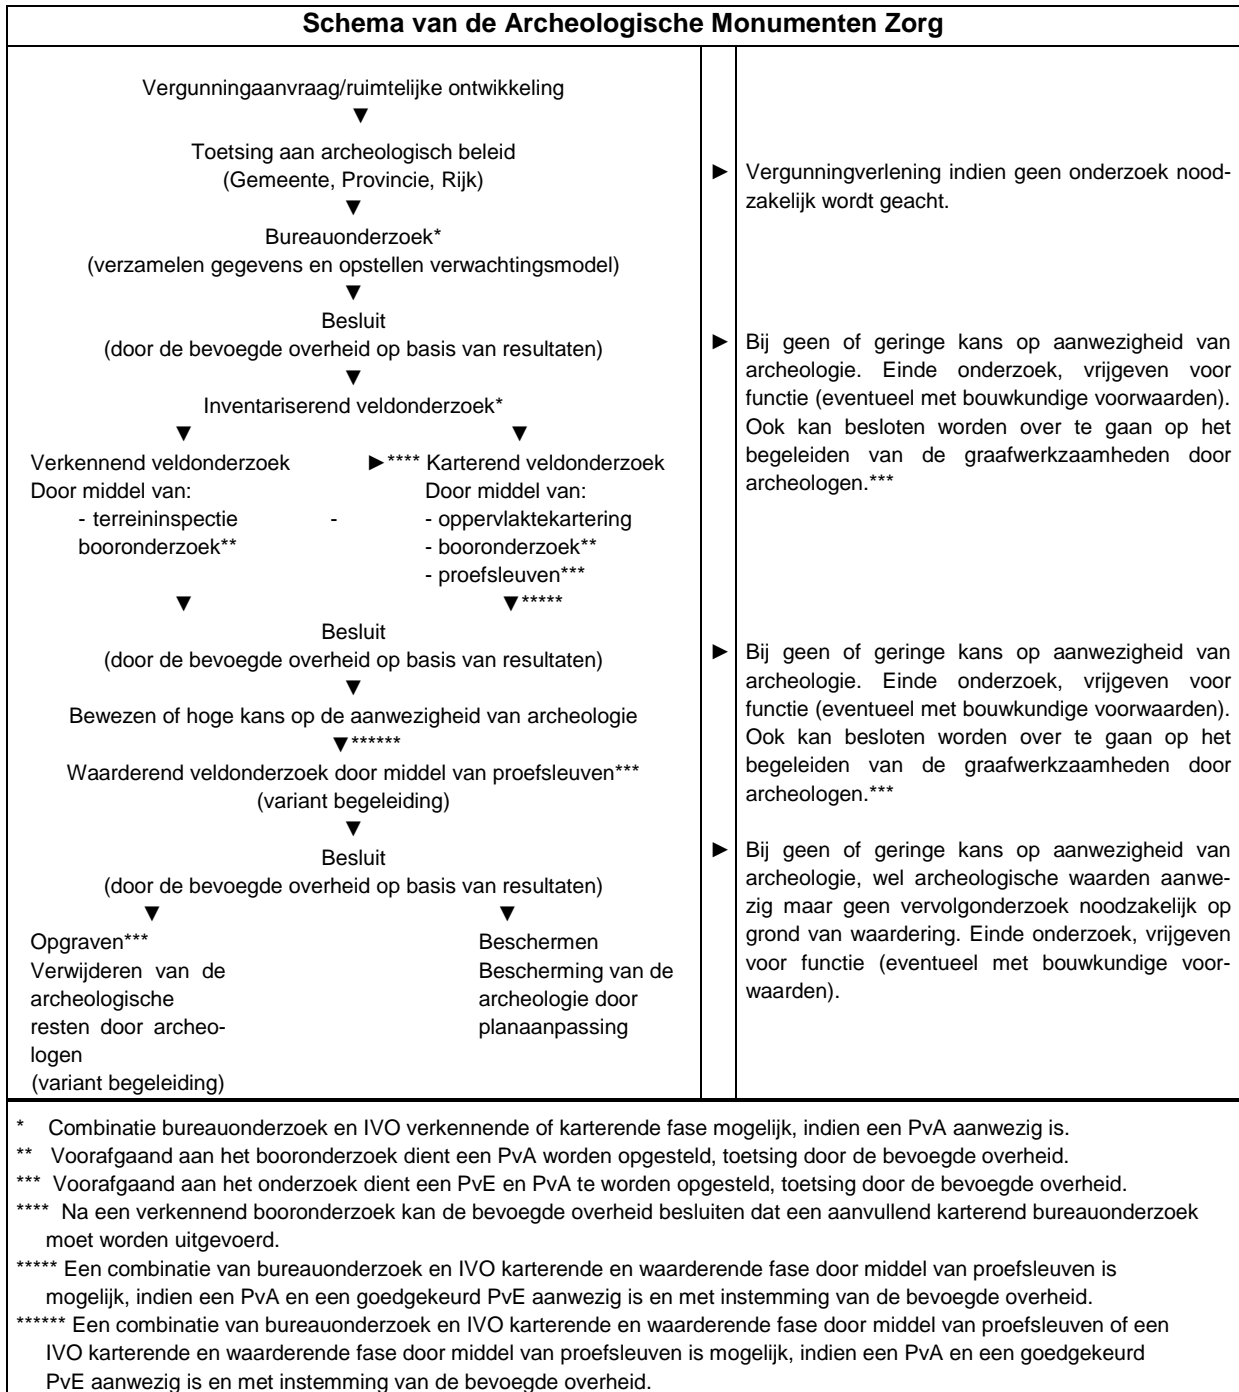 Schema van de Archeologische Monumenten Zorg
Vergunningaanvraag/ruimtelijke ontwikkeling
▼
Toetsing aan archeologisch beleid
(Gemeente, Provincie, Rijk)
▼
Bureauonderzoek*
(verzamelen gegevens en opstellen verwachtingsmodel)
▼
Besluit
(door de bevoegde overheid op basis van resultaten)
▼
Inventariserend veldonderzoek*
▼ ▼
Verkennend veldonderzoek ►**** Karterend veldonderzoek
Door middel van: Door middel van:
- terreininspectie - - oppervlaktekartering
booronderzoek** - booronderzoek**
- proefsleuven***
▼ ▼*****
Besluit
(door de bevoegde overheid op basis van resultaten)
▼
Bewezen of hoge kans op de aanwezigheid van archeologie
▼******
Waarderend veldonderzoek door middel van proefsleuven***
(variant begeleiding)
▼
Besluit
(door de bevoegde overheid op basis van resultaten)
▼ ▼
Opgraven*** Beschermen
Verwijderen van de Bescherming van de
archeologische archeologie door
resten door archeo- planaanpassing
logen
(variant begeleiding)
► Vergunningverlening indien geen onderzoek nood-
zakelijk wordt geacht.
► Bij geen of geringe kans op aanwezigheid van
archeologie. Einde onderzoek, vrijgeven voor
functie (eventueel met bouwkundige voorwaarden).
Ook kan besloten worden over te gaan op het
begeleiden van de graafwerkzaamheden door
archeologen.***
► Bij geen of geringe kans op aanwezigheid van
archeologie. Einde onderzoek, vrijgeven voor
functie (eventueel met bouwkundige voorwaarden).
Ook kan besloten worden over te gaan op het
begeleiden van de graafwerkzaamheden door
archeologen.***
► Bij geen of geringe kans op aanwezigheid van
archeologie, wel archeologische waarden aanwe-
zig maar geen vervolgonderzoek noodzakelijk op
grond van waardering. Einde onderzoek, vrijgeven
voor functie (eventueel met bouwkundige voor-
waarden).
* Combinatie bureauonderzoek en IVO verkennende of karterende fase mogelijk, indien een PvA aanwezig is.
** Voorafgaand aan het booronderzoek dient een PvA worden opgesteld, toetsing door de bevoegde overheid.
*** Voorafgaand aan het onderzoek dient een PvE en PvA te worden opgesteld, toetsing door de bevoegde overheid.
**** Na een verkennend booronderzoek kan de bevoegde overheid besluiten dat een aanvullend karterend bureauonderzoek
moet worden uitgevoerd.
***** Een combinatie van bureauonderzoek en IVO karterende en waarderende fase door middel van proefsleuven is
mogelijk, indien een PvA en een goedgekeurd PvE aanwezig is en met instemming van de bevoegde overheid.
****** Een combinatie van bureauonderzoek en IVO karterende en waarderende fase door middel van proefsleuven of een
IVO karterende en waarderende fase door middel van proefsleuven is mogelijk, indien een PvA en een goedgekeurd
PvE aanwezig is en met instemming van de bevoegde overheid.